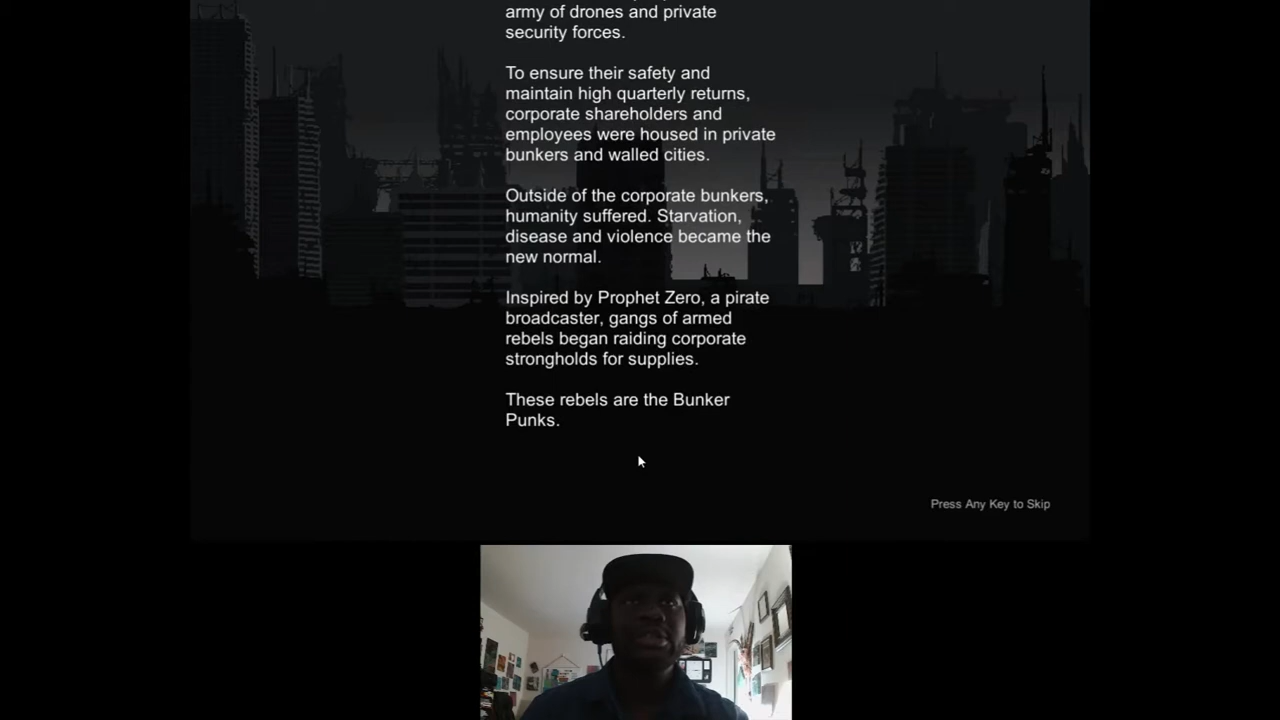 army of drones and private
security forces.
To ensure their safety and
maintain high quarterly returns,
corporate shareholders and
employees were housed in private
bunkers and walled cities.
Outside of the corporate bunkers,
humanity suffered. Starvation,
disease and violence became the
new normal.
Inspired by Prophet Zero, a pirate
broadcaster, gangs of armed
rebels began raiding corporate
strongholds for supplies.
These rebels are the Bunker
Punks.
Press Any Key to Skip